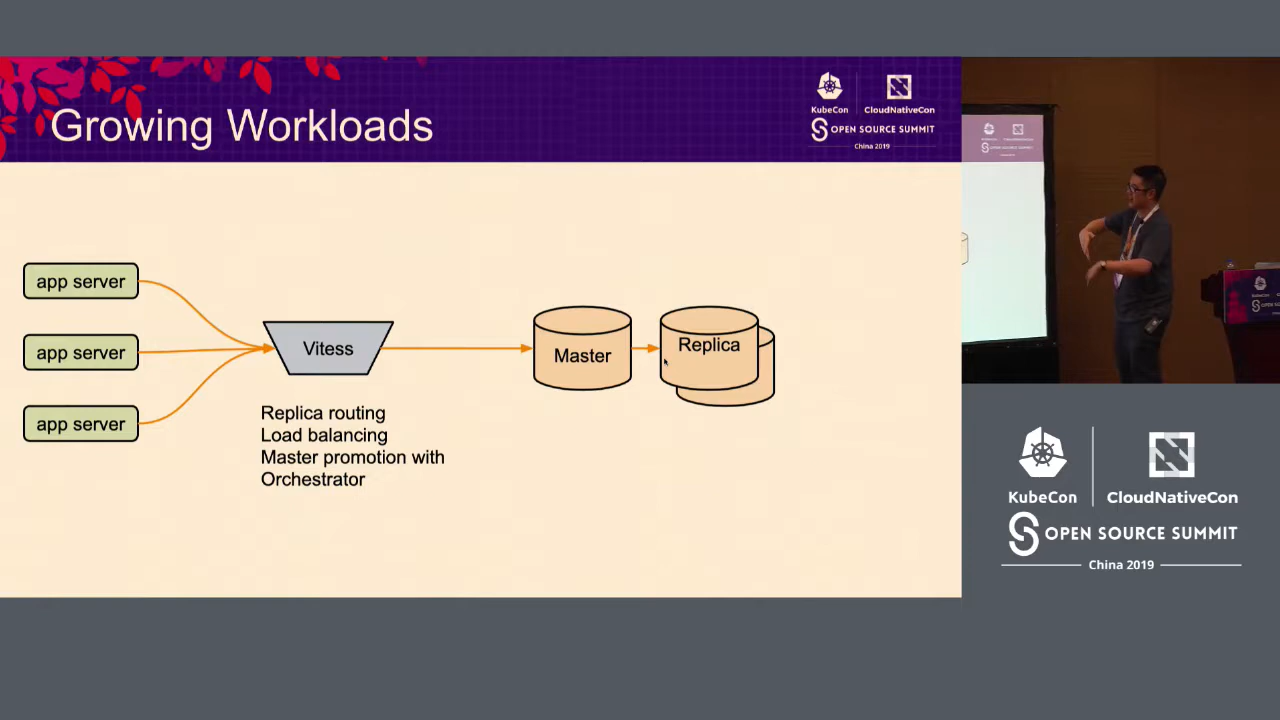 Growing Workloads
KubeCon
CloudNativeCon
OPEN SOURCE SUMMIT
China 2019
app server
app server
app server
Vitess
Replica routing
Load balancing
Master promotion with
Orchestrator
Master
Replica
KubeCon
CloudNativeCon
OPEN SOURCE SUMMIT
China 2019